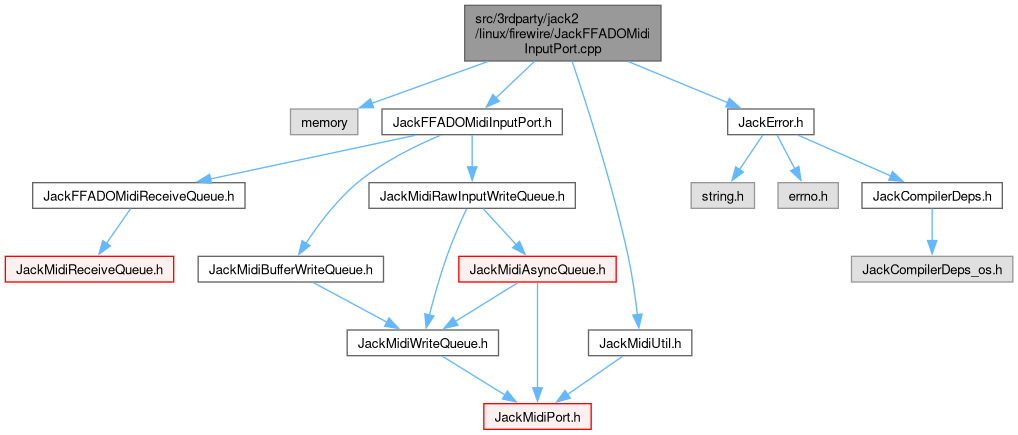 src/3rdparty/jack2
/linux/firewire/JackFFADOMidi
InputPort.cpp
memory
JackFFADOMidiInputPort.h
JackError.h
JackFFADOMidiReceiveQueue.h
JackMidiRawInputWriteQueue.h
string.h
errno.h
JackCompilerDeps.h
JackMidiReceiveQueue.h
JackMidiBufferWriteQueue.h
JackMidiAsyncQueue.h
JackCompilerDeps_os.h
JackMidiWriteQueue.h
JackMidiUtil.h
JackMidiPort.h